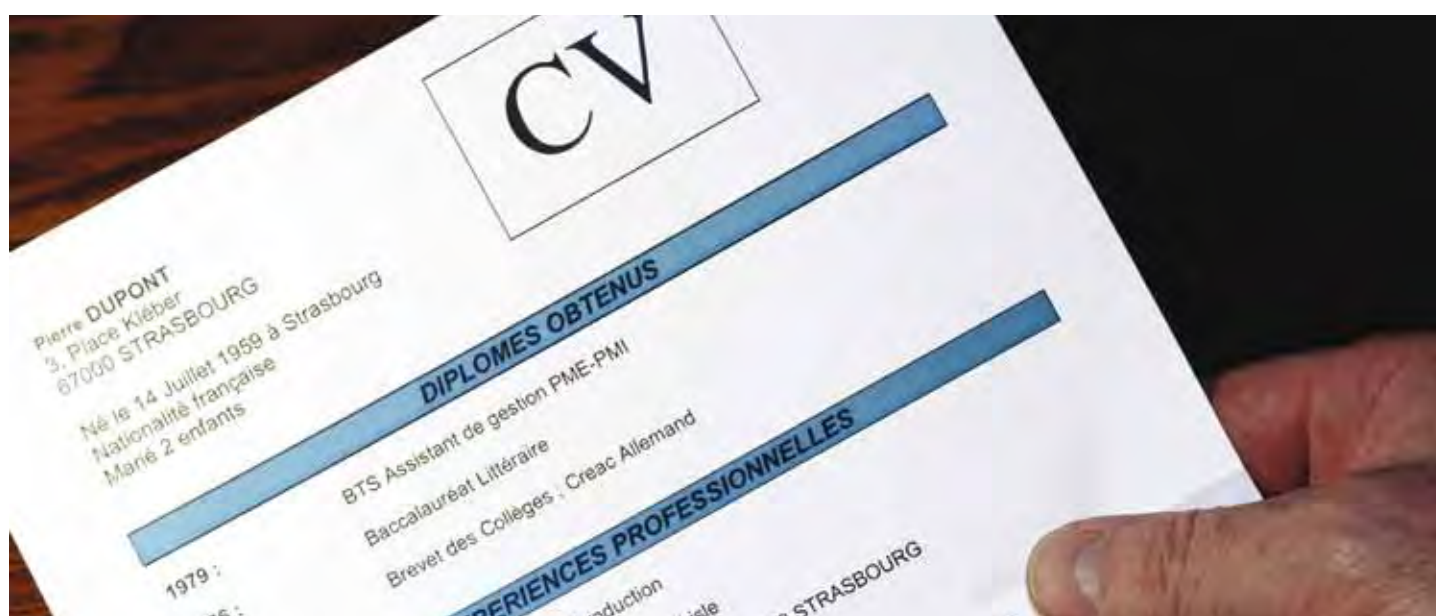 CV
Pierre DUPONT
3, Place Kléber
67000 STRASBOURG
Né le 14 Juillet 1959 à Strasbourg
Nationalité française
Marié 2 enfants
DIPLOMES OBTENUS
1979 :
BTS Assistant de gestion PME-PMI
Baccalauréat Littéraire
Brevet des Collèges ; Creac Allemand
PROFESSIONNELLES
STRASBOURG